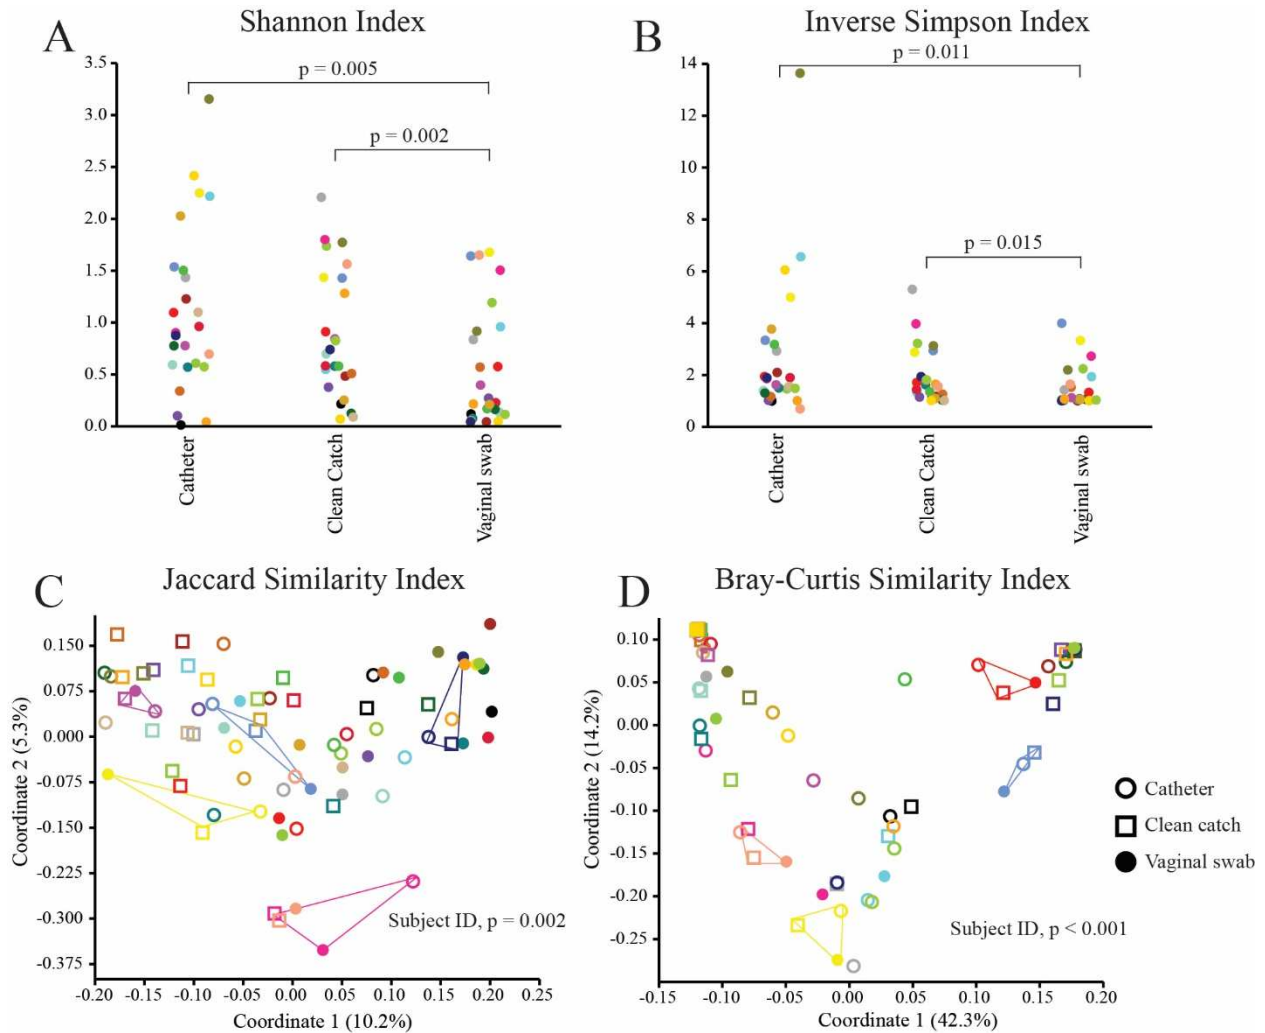 A
Shannon Index
3.5
3.0
2.5
2.0
1.5
1.0
0.5
0.0
p = 0.005
p = 0.002
Catheter
Clean Catch
Vaginal swab
B
Inverse Simpson Index
14
12
10
8
6
4
2
0
p = 0.011
p = 0.015
Catheter
Clean Catch
Vaginal swab
C
Jaccard Similarity Index
Coordinate 2 (5.3%)
0.150
0.075
0.000
-0.075
-0.150
-0.225
-0.300
-0.375
Subject ID, p = 0.002
-0.20 -0.15 -0.10 -0.05 0.00 0.05 0.10 0.15 0.20 0.25
Coordinate 1 (10.2%)
D
Bray-Curtis Similarity Index
Coordinate 2 (14.2%)
0.10
0.05
0.00
-0.05
-0.10
-0.15
-0.20
-0.25
Subject ID, p < 0.001
-0.15 -0.10 -0.05 0.00 0.05 0.10 0.15 0.20
Coordinate 1 (42.3%)
Catheter
Clean catch
Vaginal swab